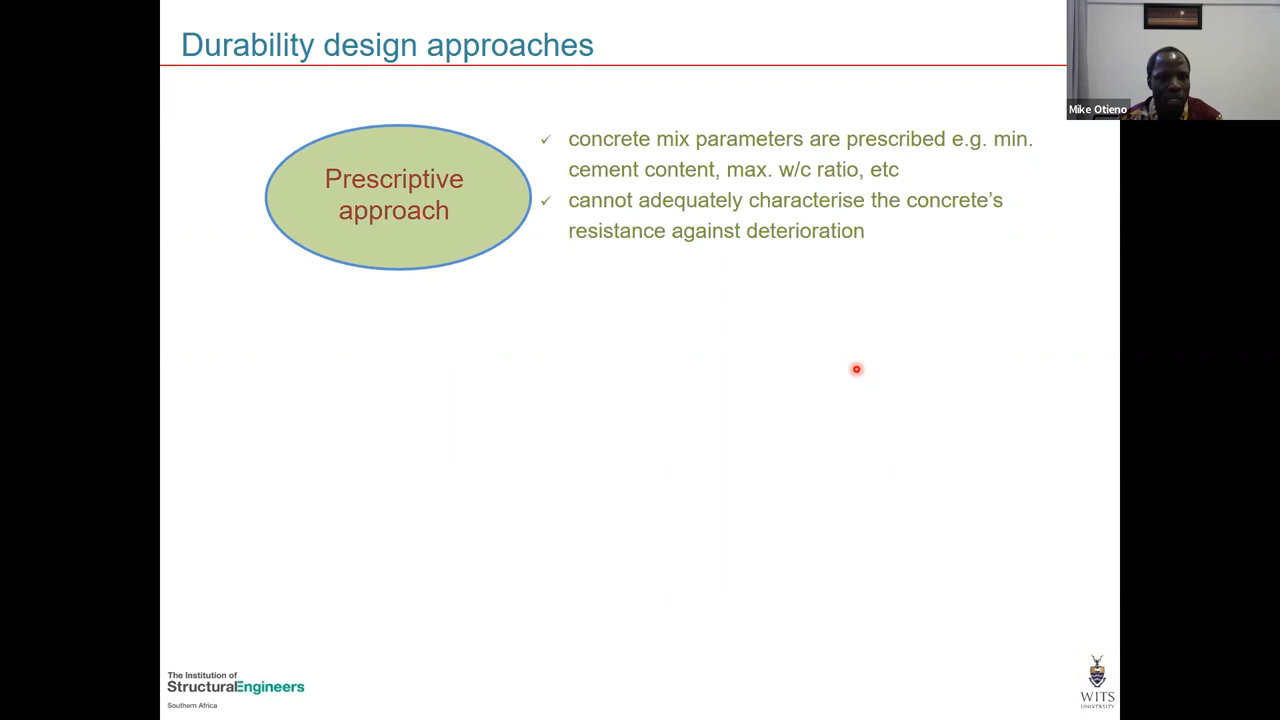 Durability design approaches
Mike Otieno
Prescriptive
approach
✓ concrete mix parameters are prescribed e.g. min.
cement content, max. w/c ratio, etc
✓ cannot adequately characterise the concrete’s
resistance against deterioration
The Institution of
StructuralEngineers
Southern Africa
WITS
UNIVERSITY